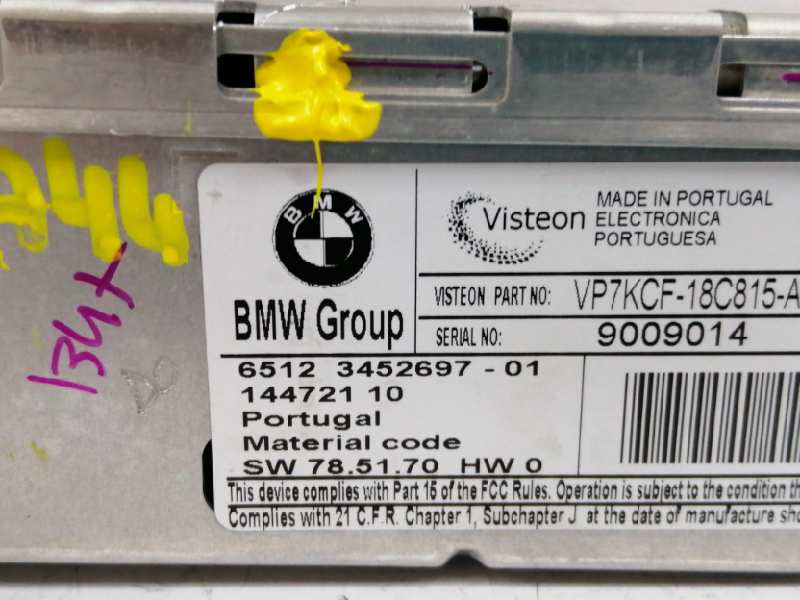 BMW
BMW Group
Visteon
MADE IN PORTUGAL
ELECTRONICA
PORTUGUESA
VISTEON PART NO: VP7KCF-18C815-A
SERIAL NO: 9009014
6512 3452697 - 01
144721 10
Portugal
Material code
SW 78.51.70 HW 0
This device complies with Part 15 of the FCC Rules. Operation is subject to the condition
Complies with 21 C.F.R. Chapter 1, Subchapter J at the date of manufacture